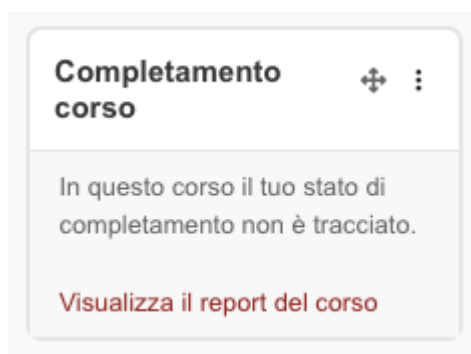 Completamento
corso
In questo corso il tuo stato di
completamento non è tracciato.
Visualizza il report del corso